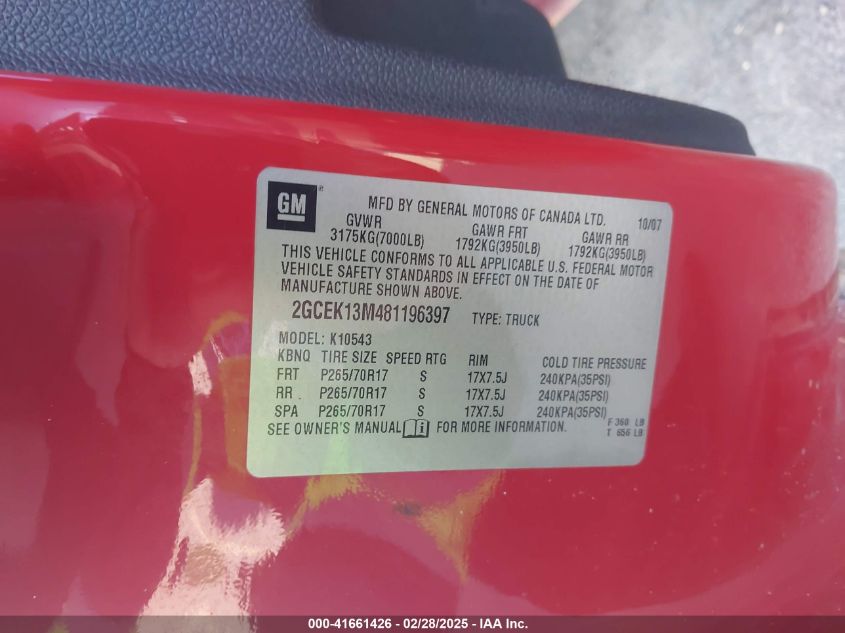 GM®
MFD BY GENERAL MOTORS OF CANADA LTD. 10/07
GVWR GAWR FRT GAWR RR
3175KG(7000LB) 1792KG(3950LB) 1792KG(3950LB)
THIS VEHICLE CONFORMS TO ALL APPLICABLE U.S. FEDERAL MOTOR
VEHICLE SAFETY STANDARDS IN EFFECT ON THE DATE OF
MANUFACTURE SHOWN ABOVE.
2GCEK13M481196397 TYPE: TRUCK
MODEL: K10543
KBNQ TIRE SIZE SPEED RTG RIM COLD TIRE PRESSURE
FRT P265/70R17 S 17X7.5J 240KPA(35PSI)
RR P265/70R17 S 17X7.5J 240KPA(35PSI)
SPA P265/70R17 S 17X7.5J 240KPA(35PSI)
SEE OWNER'S MANUAL i FOR MORE INFORMATION.
F 360 LB
T 656 LB
000-41661426 – 02/28/2025 – IAA Inc.